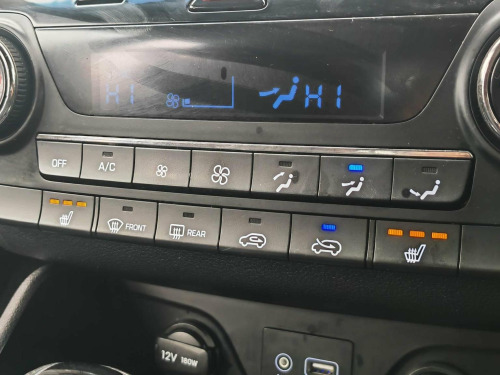 HI HI
OFF A/C
FRONT REAR
12V 180W